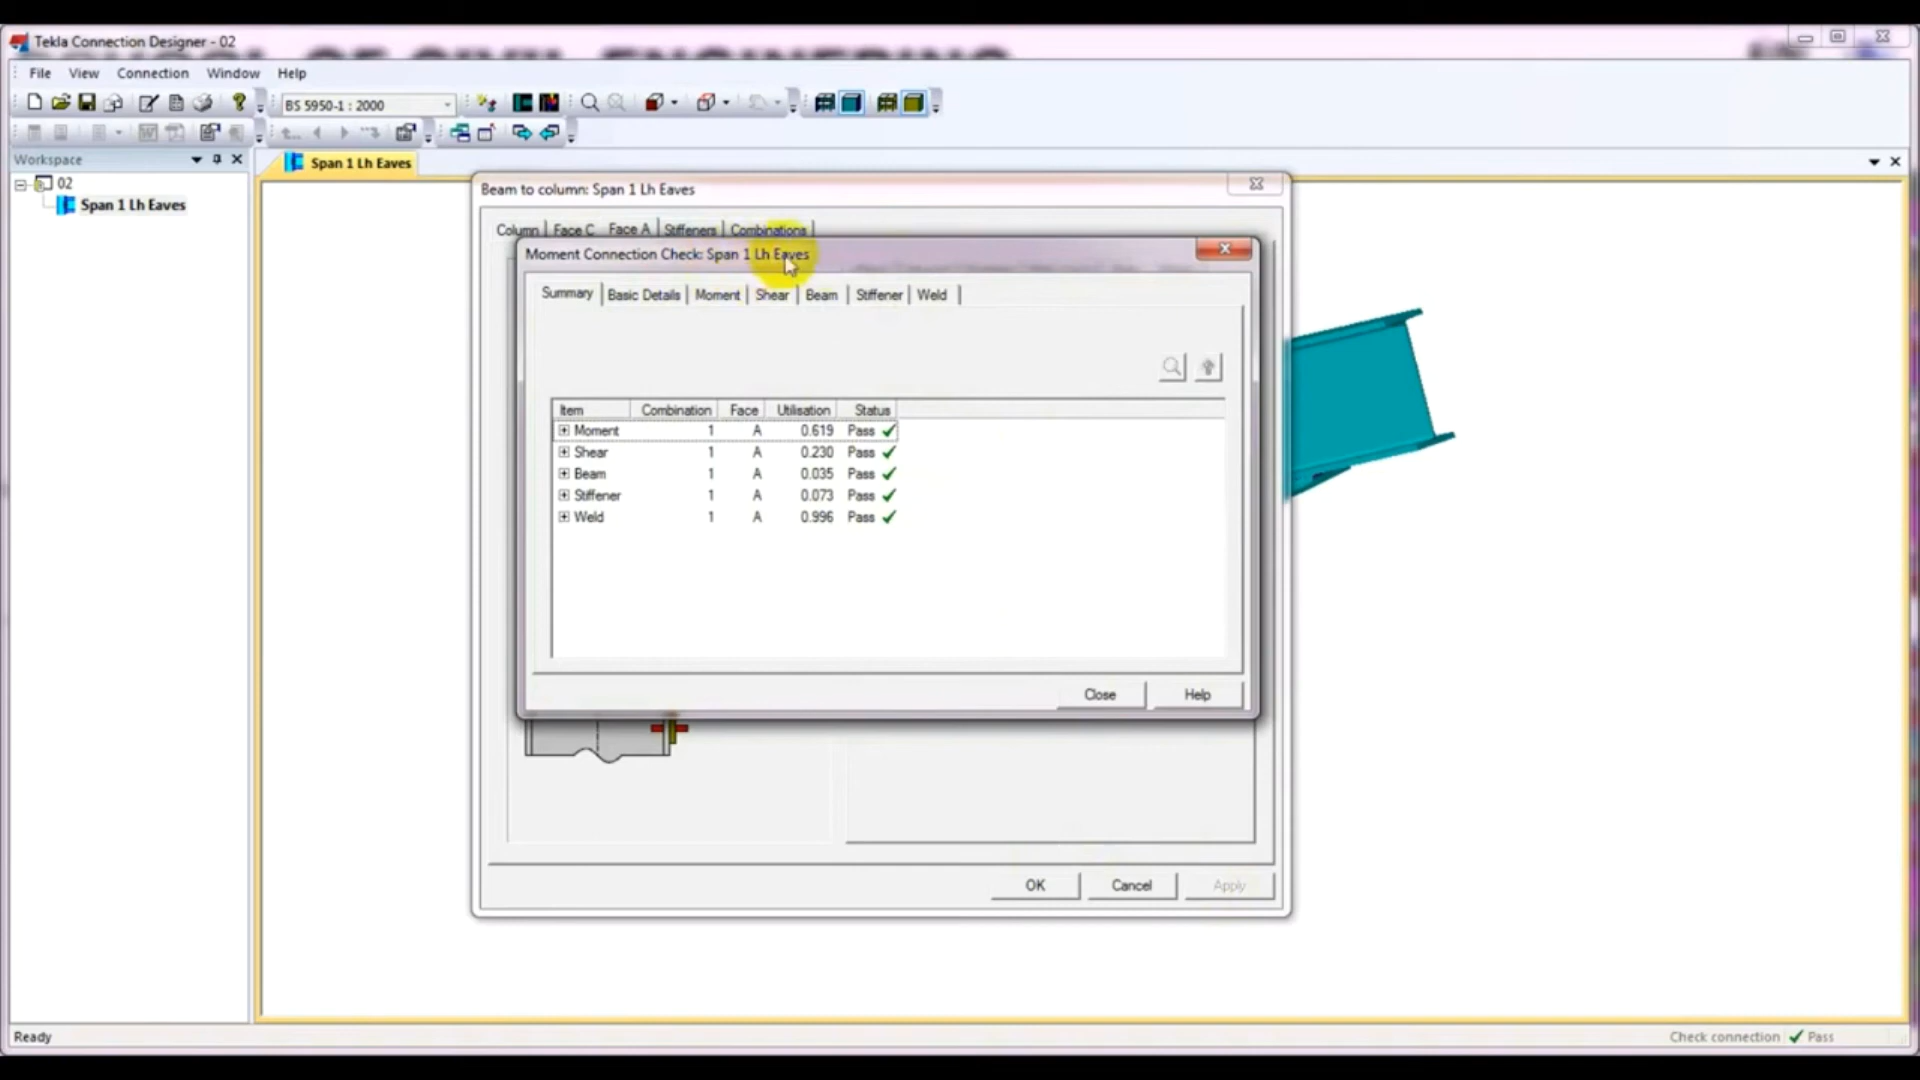 Tekla Connection Designer - 02
File View Connection Window Help
BS 5950-1 : 2000
Workspace
Span 1 Lh Eaves
02
Span 1 Lh Eaves
Beam to column: Span 1 Lh Eaves
Column Face C Face A Stiffeners Combinations
Moment Connection Check: Span 1 Lh Eaves
Summary Basic Details Moment Shear Beam Stiffener Weld
Item Combination Face Utilisation Status
Moment 1 A 0.619 Pass
Shear 1 A 0.230 Pass
Beam 1 A 0.035 Pass
Stiffener 1 A 0.073 Pass
Weld 1 A 0.996 Pass
Close Help
OK Cancel Apply
Ready
Check connection Pass